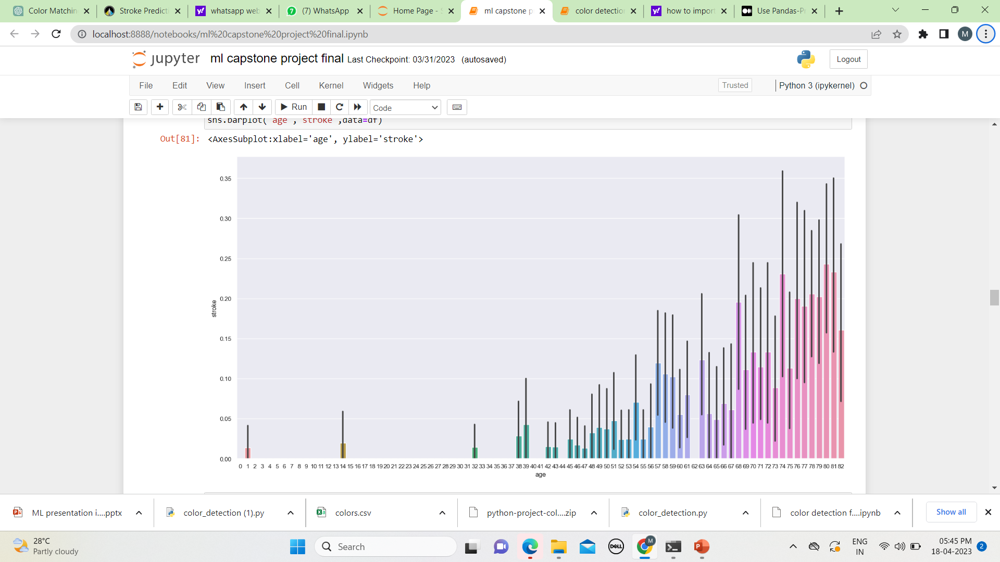 Color Matchin
Stroke Predicti
whatsapp web
(7) WhatsApp
Home Page - S
ml capstone p
color detection
how to import
Use Pandas-Pr
localhost:8888/notebooks/ml%20capstone%20project%20final.ipynb
M
jupyter ml capstone project final Last Checkpoint: 03/31/2023 (autosaved)
Logout
File Edit View Insert Cell Kernel Widgets Help
Trusted
Python 3 (ipykernel)
Run
Code
sns.barplot('age','stroke',data=df)
Out[81]: <AxesSubplot:xlabel='age', ylabel='stroke'>
0.35
0.30
0.25
0.20
0.15
0.10
0.05
0.00
stroke
0 1 2 3 4 5 6 7 8 9 10 11 12 13 14 15 16 17 18 19 20 21 22 23 24 25 26 27 28 29 30 31 32 33 34 35 36 37 38 39 40 41 42 43 44 45 46 47 48 49 50 51 52 53 54 55 56 57 58 59 60 61 62 63 64 65 66 67 68 69 70 71 72 73 74 75 76 77 78 79 80 81 82
age
ML presentation i....pptx
color_detection (1).py
colors.csv
python-project-col....zip
color_detection.py
color detection f....ipynb
Show all
28°C
Partly cloudy
Search
DELL
M
ENG
IN
05:45 PM
18-04-2023
2